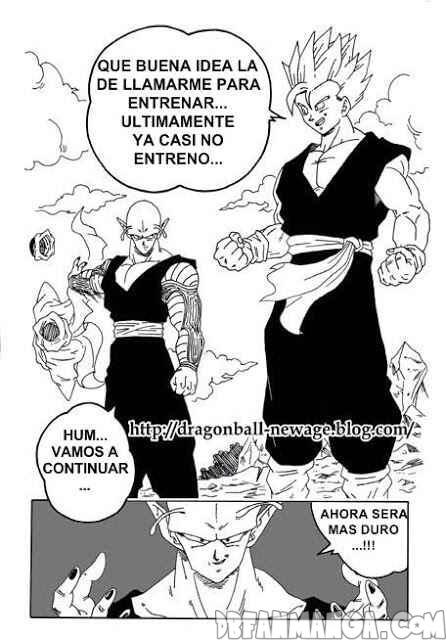 QUE BUENA IDEA LA
DE LLAMARME PARA
ENTRENAR...
ULTIMAMENTE
YA CASI NO
ENTRENO...
http://dragonball-newage.blog.com/
HUM...
VAMOS A
CONTINUAR
...
AHORA SERA
MAS DURO
...!!!
DBFANMANGA.COM